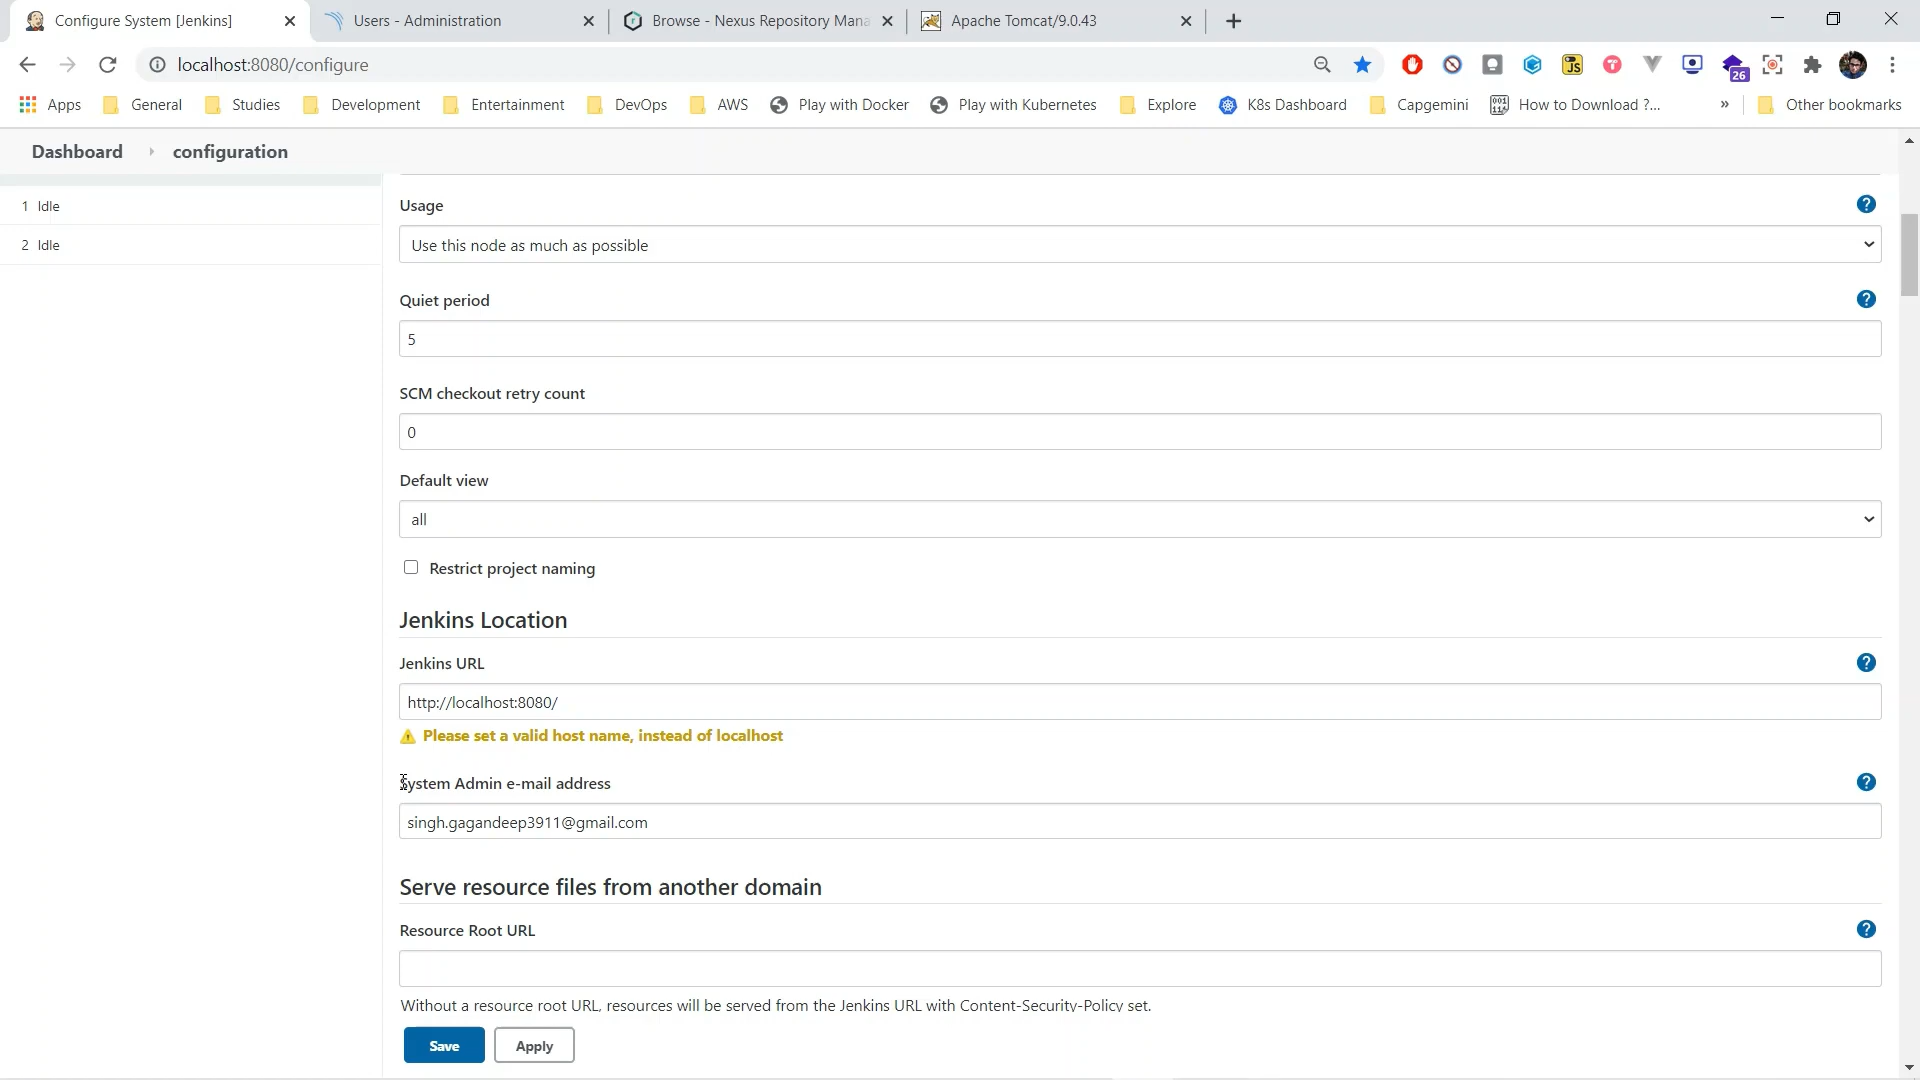 Configure System [Jenkins]
Users - Administration
Browse - Nexus Repository Mana
Apache Tomcat/9.0.43
localhost:8080/configure
JS
26
Apps
General
Studies
Development
Entertainment
DevOps
AWS
Play with Docker
Play with Kubernetes
Explore
K8s Dashboard
Capgemini
How to Download ?...
»
Other bookmarks
Dashboard
configuration
1 Idle
2 Idle
Usage
Use this node as much as possible
Quiet period
5
SCM checkout retry count
0
Default view
all
Restrict project naming
Jenkins Location
Jenkins URL
http://localhost:8080/
Please set a valid host name, instead of localhost
System Admin e-mail address
singh.gagandeep3911@gmail.com
Serve resource files from another domain
Resource Root URL
Without a resource root URL, resources will be served from the Jenkins URL with Content-Security-Policy set.
Save
Apply